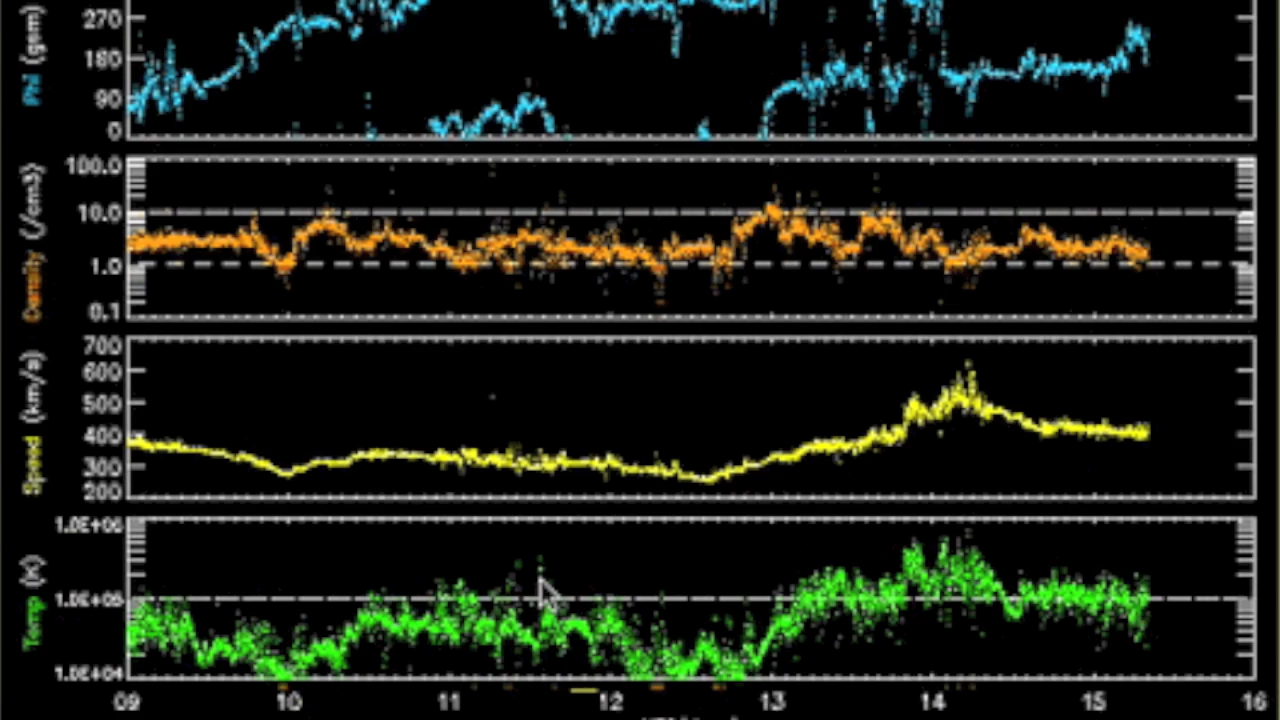 Phi (gsm)
270
180
90
0
Density (/cm3)
100.0
10.0
1.0
0.1
Speed (km/s)
700
600
500
400
300
200
Temp (K)
1.0E+06
1.0E+05
1.0E+04
09 10 11 12 13 14 15 16